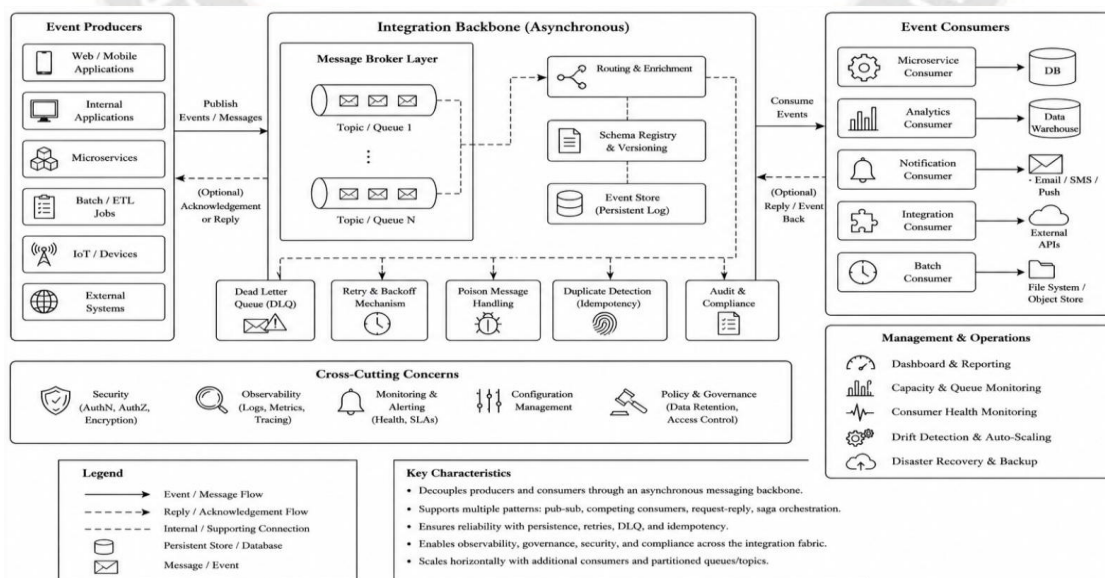 Event Producers
Web / Mobile
Applications
Internal
Applications
Microservices
Batch / ETL
Jobs
IoT / Devices
External
Systems
Publish
Events / Messages
(Optional)
Acknowledgement
or Reply
Integration Backbone (Asynchronous)
Message Broker Layer
Topic / Queue 1
Topic / Queue N
Routing & Enrichment
Schema Registry
& Versioning
Event Store
(Persistent Log)
Dead Letter
Queue (DLQ)
Retry & Backoff
Mechanism
Poison Message
Handling
Duplicate Detection
(Idempotency)
Audit &
Compliance
Consume
Events
(Optional)
Reply / Event
Back
Event Consumers
Microservice
Consumer
DB
Analytics
Consumer
Data
Warehouse
Notification
Consumer
- Email / SMS /
Push
Integration
Consumer
External
APIs
Batch
Consumer
File System /
Object Store
Management & Operations
Dashboard & Reporting
Capacity & Queue Monitoring
Consumer Health Monitoring
Drift Detection & Auto-Scaling
Disaster Recovery & Backup
Cross-Cutting Concerns
Security
(AuthN, AuthZ,
Encryption)
Observability
(Logs, Metrics,
Tracing)
Monitoring &
Alerting
(Health, SLAs)
Configuration
Management
Policy & Governance
(Data Retention,
Access Control)
Legend
Event / Message Flow
Reply / Acknowledgement Flow
Internal / Supporting Connection
Persistent Store / Database
Message / Event
Key Characteristics
• Decouples producers and consumers through an asynchronous messaging backbone.
• Supports multiple patterns: pub-sub, competing consumers, request-reply, saga orchestration.
• Ensures reliability with persistence, retries, DLQ, and idempotency.
• Enables observability, governance, security, and compliance across the integration fabric.
• Scales horizontally with additional consumers and partitioned queues/topics.